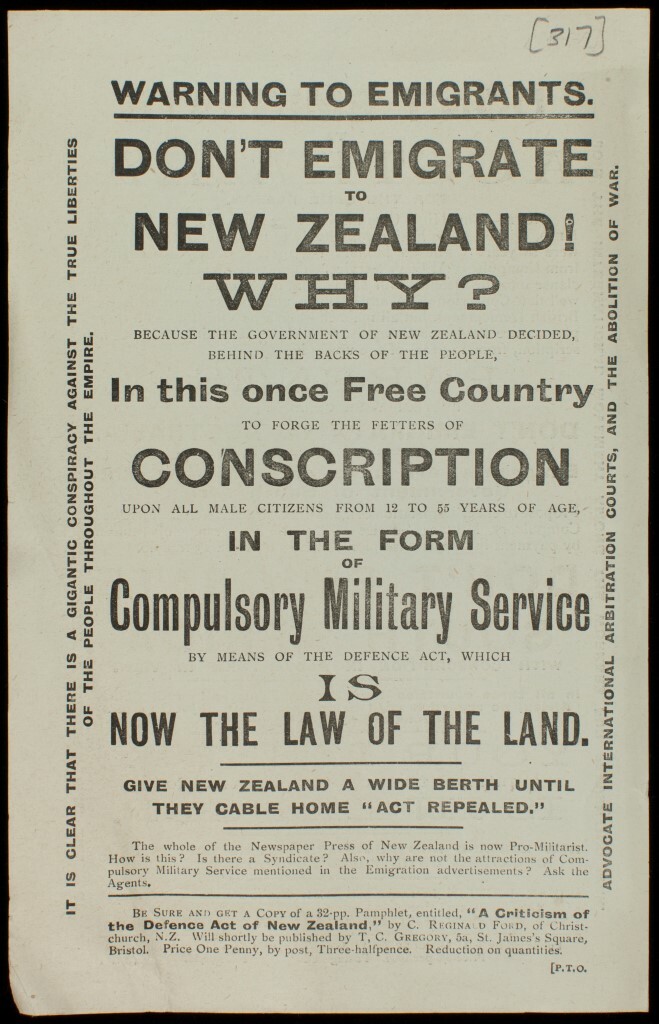 [317]
WARNING TO EMIGRANTS.
DON'T EMIGRATE
TO
NEW ZEALAND!
WHY?
BECAUSE THE GOVERNMENT OF NEW ZEALAND DECIDED,
BEHIND THE BACKS OF THE PEOPLE,
In this once Free Country
TO FORGE THE FETTERS OF
CONSCRIPTION
UPON ALL MALE CITIZENS FROM 12 TO 55 YEARS OF AGE,
IN THE FORM
OF
Compulsory Military Service
BY MEANS OF THE DEFENCE ACT, WHICH
IS
NOW THE LAW OF THE LAND.
GIVE NEW ZEALAND A WIDE BERTH UNTIL
THEY CABLE HOME "ACT REPEALED."
The whole of the Newspaper Press of New Zealand is now Pro-Militarist.
How is this? Is there a Syndicate? Also, why are not the attractions of Com-
pulsory Military Service mentioned in the Emigration advertisements? Ask the
Agents.
BE SURE AND GET A COPY of a 32-pp. Pamphlet, entitled, "A Criticism of
the Defence Act of New Zealand," by C. REGINALD FORD, of Christ-
church, N.Z. Will shortly be published by T. C. GREGORY, 5a, St. James's Square,
Bristol. Price One Penny, by post, Three-halfpence. Reduction on quantities.
[P.T.O.
IT IS CLEAR THAT THERE IS A GIGANTIC CONSPIRACY AGAINST THE TRUE LIBERTIES
OF THE PEOPLE THROUGHOUT THE EMPIRE.
ADVOCATE INTERNATIONAL ARBITRATION COURTS, AND THE ABOLITION OF WAR.